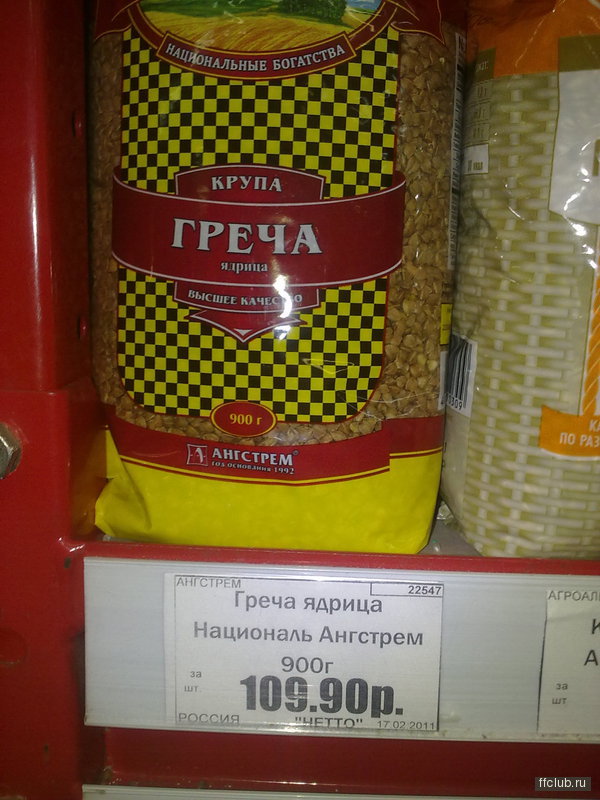 НАЦИОНАЛЬНЫЕ БОГАТСТВА
КРУПА
ГРЕЧА
ядрица
ВЫСШЕЕ КАЧЕСТВО
900 г
АНГСТРЕМ®
ГОД ОСНОВАНИЯ 1992
ПО РАЗ
АНГСТРЕМ
22547
Греча ядрица
Националь Ангстрем
900г
за
шт.
109.90р.
РОССИЯ
"НЕТТО"
17.02.2011
АГРОАЛ
К
А
за
шт
ffclub.ru